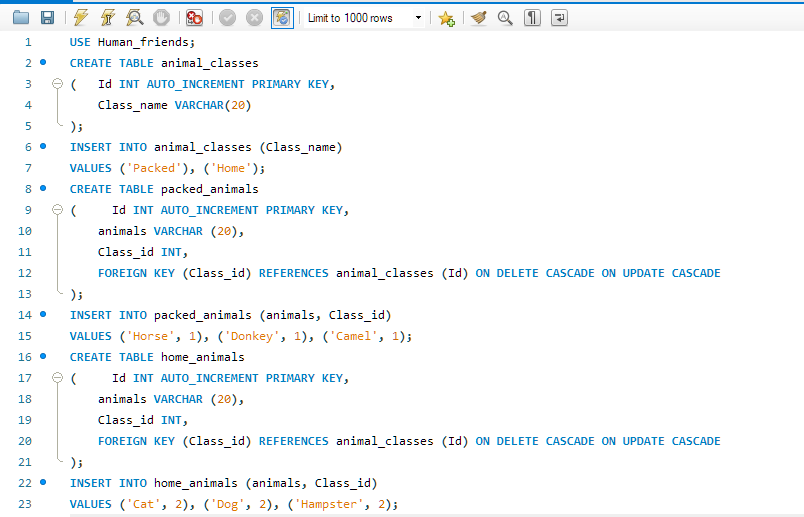 Limit to 1000 rows
1 USE Human_friends;
2 CREATE TABLE animal_classes
3 ( Id INT AUTO_INCREMENT PRIMARY KEY,
4 Class_name VARCHAR(20)
5 );
6 INSERT INTO animal_classes (Class_name)
7 VALUES ('Packed'), ('Home');
8 CREATE TABLE packed_animals
9 ( Id INT AUTO_INCREMENT PRIMARY KEY,
10 animals VARCHAR (20),
11 Class_id INT,
12 FOREIGN KEY (Class_id) REFERENCES animal_classes (Id) ON DELETE CASCADE ON UPDATE CASCADE
13 );
14 INSERT INTO packed_animals (animals, Class_id)
15 VALUES ('Horse', 1), ('Donkey', 1), ('Camel', 1);
16 CREATE TABLE home_animals
17 ( Id INT AUTO_INCREMENT PRIMARY KEY,
18 animals VARCHAR (20),
19 Class_id INT,
20 FOREIGN KEY (Class_id) REFERENCES animal_classes (Id) ON DELETE CASCADE ON UPDATE CASCADE
21 );
22 INSERT INTO home_animals (animals, Class_id)
23 VALUES ('Cat', 2), ('Dog', 2), ('Hampster', 2);